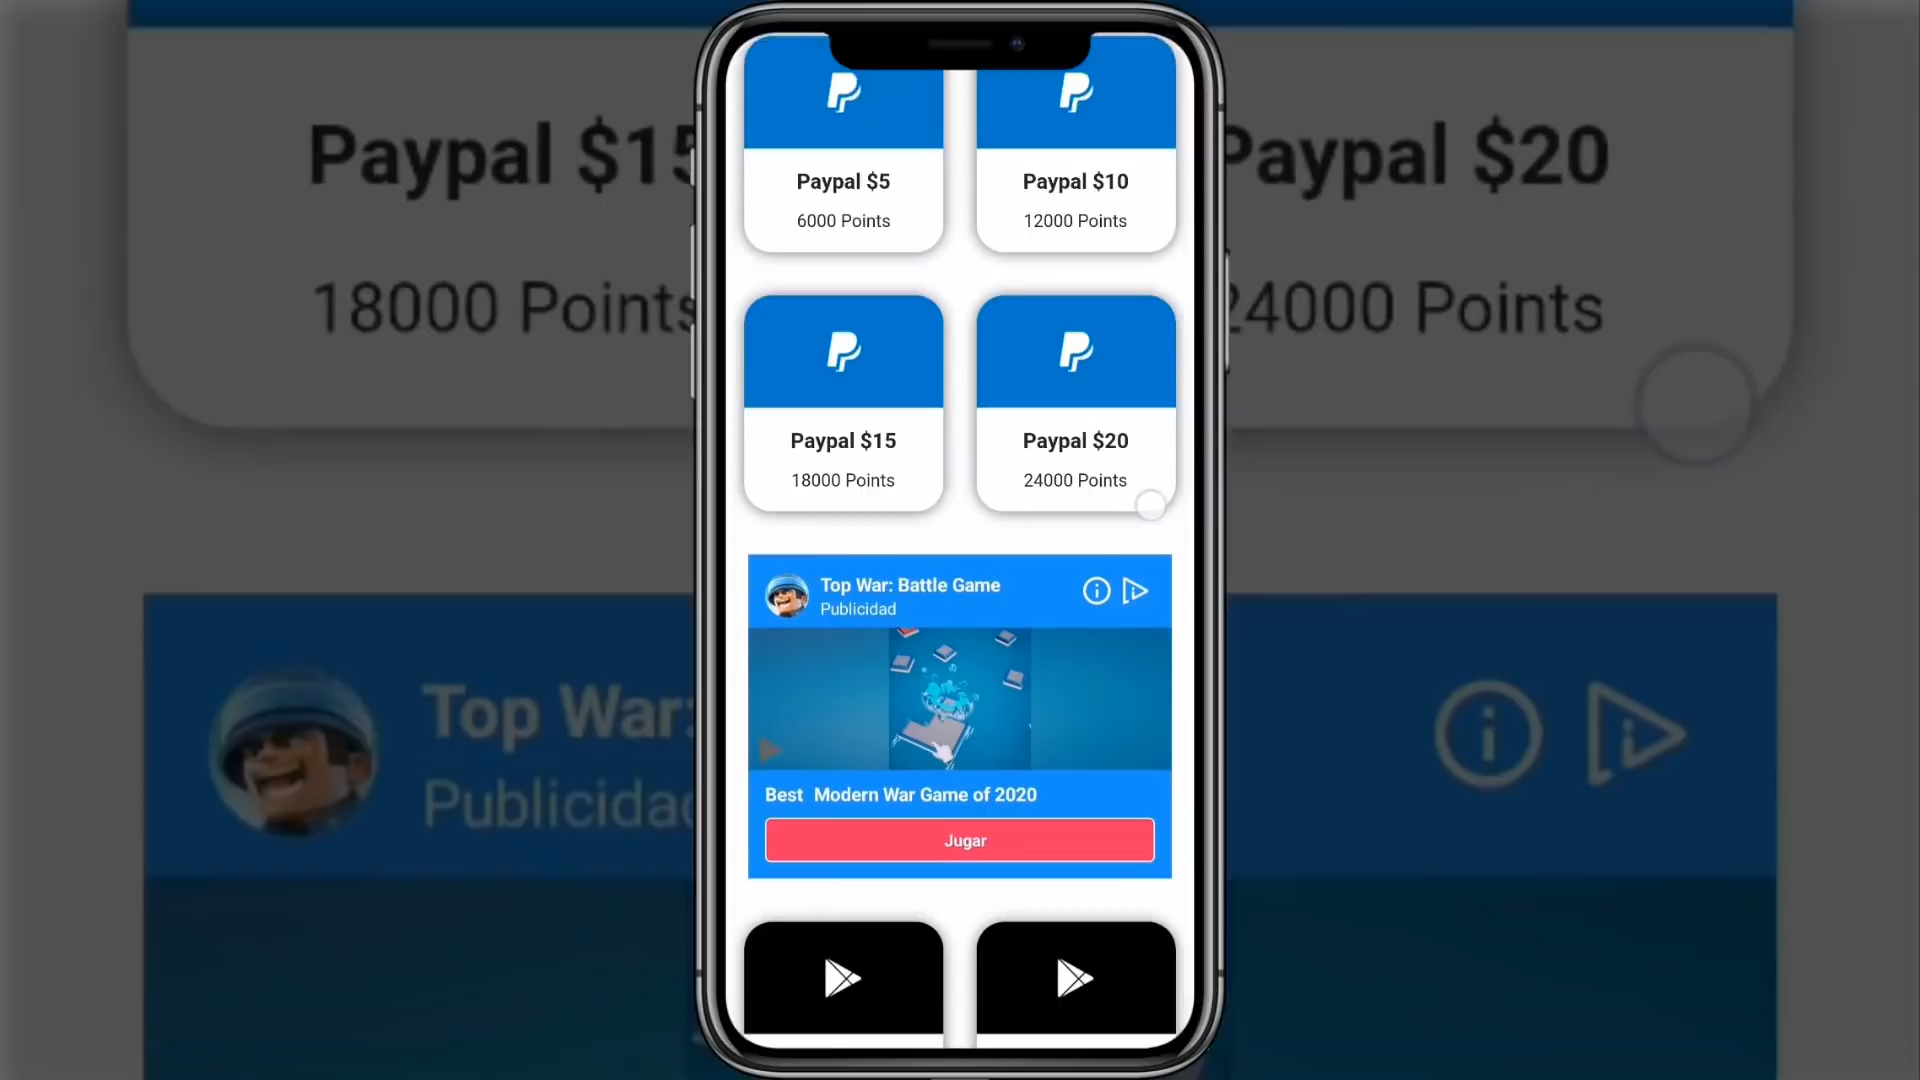 Paypal $5
6000 Points
Paypal $10
12000 Points
Paypal $15
18000 Points
Paypal $20
24000 Points
Top War: Battle Game
Publicidad
Best Modern War Game of 2020
Jugar
Paypal $15
18000 Points
Paypal $20
24000 Points
Top War:
Publicidad